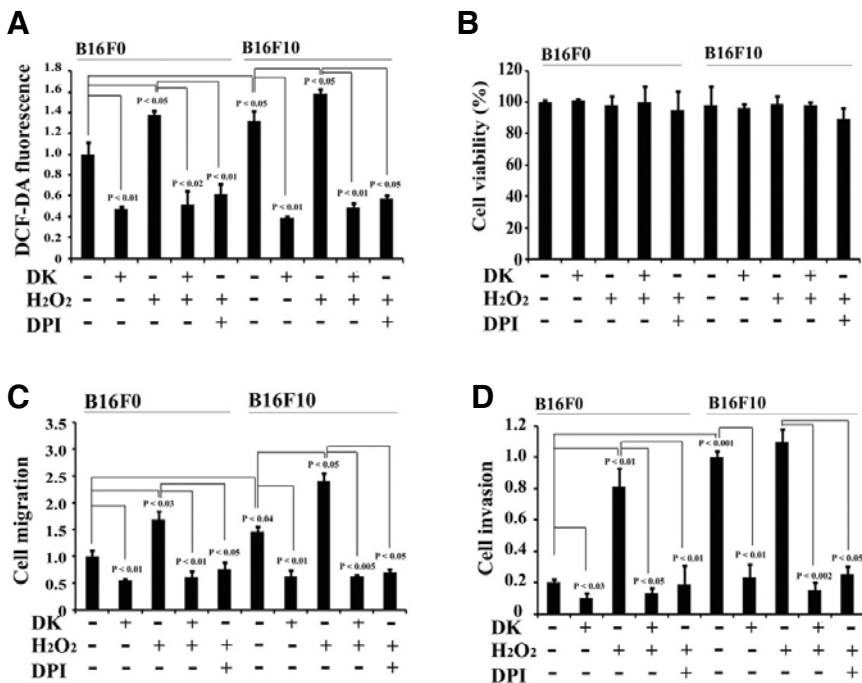 A
B16F0 B16F10
DCF-DA fluorescence
1.8
1.6
1.4
1.2
1.0
0.8
0.6
0.4
0.2
0
P < 0.01
P < 0.05
P < 0.02
P < 0.01
P < 0.05
P < 0.01
P < 0.05
P < 0.01
P < 0.05
DK - + - + - - + - + -
H2O2 - - + + + - - + + +
DPI - - - - + - - - - +
B
B16F0 B16F10
Cell viability (%)
120
100
80
60
40
20
0
DK - + - + - - + - + -
H2O2 - - + + + - - + + +
DPI - - - - + - - - - +
C
B16F0 B16F10
Cell migration
3.5
3.0
2.5
2.0
1.5
1.0
0.5
0.0
P < 0.01
P < 0.03
P < 0.01
P < 0.05
P < 0.04
P < 0.01
P < 0.05
P < 0.005
P < 0.05
DK - + - + - - + - + -
H2O2 - - + + + - - + + +
DPI - - - - + - - - - +
D
B16F0 B16F10
Cell invasion
1.2
1.0
0.8
0.6
0.4
0.2
0
P < 0.03
P < 0.01
P < 0.05
P < 0.01
P < 0.001
P < 0.01
P < 0.002
P < 0.05
DK - + - + - - + - + -
H2O2 - - + + + - - + + +
DPI - - - - + - - - - +